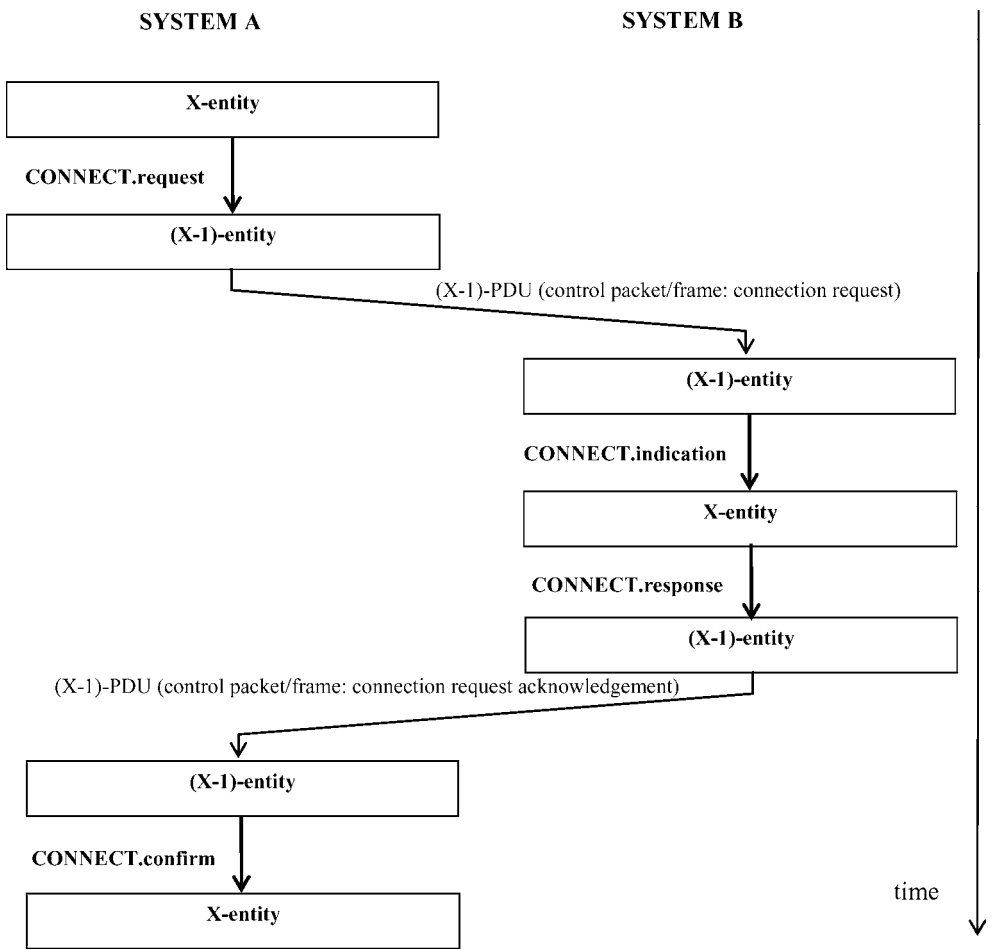 SYSTEM A
SYSTEM B
X-entity
CONNECT.request
(X-1)-entity
(X-1)-PDU (control packet/frame: connection request)
(X-1)-entity
CONNECT.indication
X-entity
CONNECT.response
(X-1)-entity
(X-1)-PDU (control packet/frame: connection request acknowledgement)
(X-1)-entity
CONNECT.confirm
time
X-entity